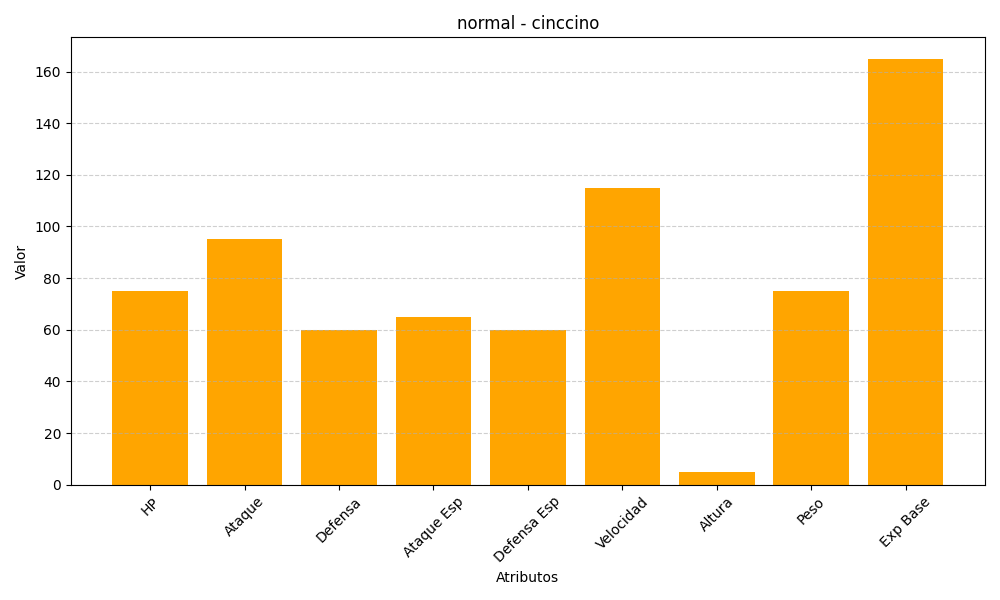 normal - cinccino
Valor
160
140
120
100
80
60
40
20
0
HP
Ataque
Defensa
Ataque Esp
Defensa Esp
Velocidad
Altura
Peso
Exp Base
Atributos